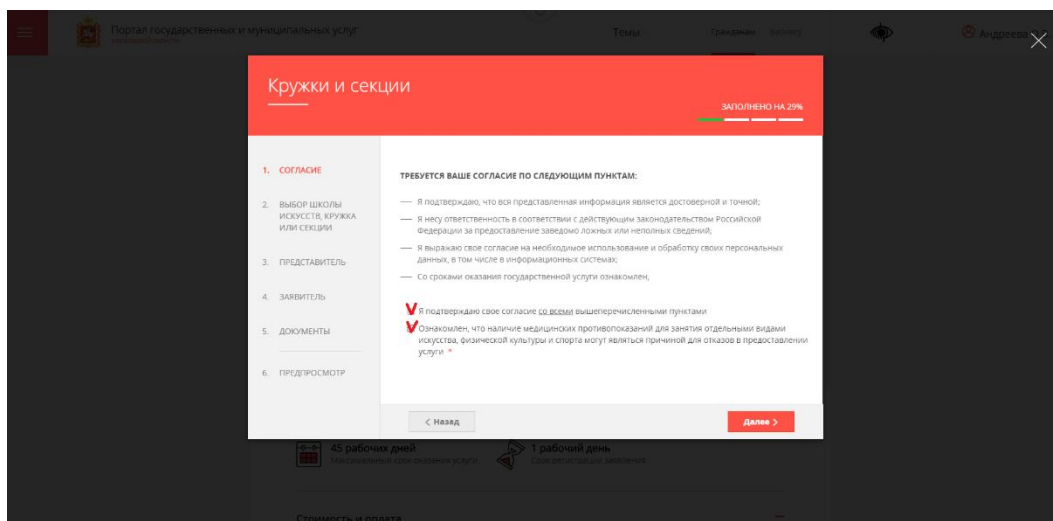 Портал государственных и муниципальных услуг
Темы
Гражданам
Андреева
Кружки и секции
ЗАПОЛНЕНО НА 29%
1. СОГЛАСИЕ
2. ВЫБОР ШКОЛЫ
ИСКУССТВ, КРУЖКА
ИЛИ СЕКЦИИ
3. ПРЕДСТАВИТЕЛЬ
4. ЗАЯВИТЕЛЬ
5. ДОКУМЕНТЫ
6. ПРЕДПРОСМОТР
ТРЕБУЕТСЯ ВАШЕ СОГЛАСИЕ ПО СЛЕДУЮЩИМ ПУНКТАМ:
— Я подтверждаю, что вся представленная информация является достоверной и точной;
— Я несу ответственность в соответствии с действующим законодательством Российской
Федерации за предоставление заведомо ложных или неполных сведений;
— Я выражаю свое согласие на необходимое использование и обработку своих персональных
данных, в том числе в информационных системах;
— Со сроками оказания государственной услуги ознакомлен;
Я подтверждаю свое согласие со всеми вышеперечисленными пунктами
Ознакомлен, что наличие медицинских противопоказаний для занятия отдельными видами
искусства, физической культуры и спорта могут являться причиной для отказов в предоставлении
услуги *
< Назад
Далее >
45 рабочих дней
Максимальный срок оказания услуги
1 рабочий день
Срок регистрации заявления
Стоимость и оплата